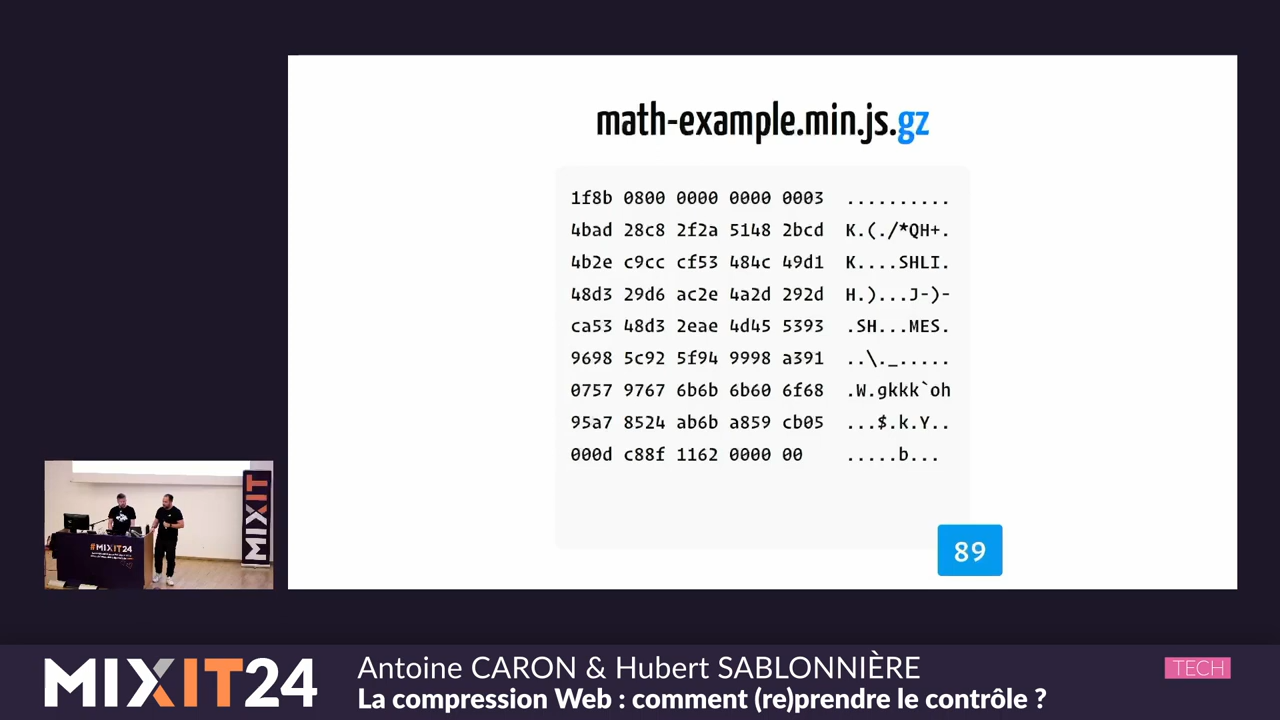 math-example.min.js.gz
1f8b 0800 0000 0000 0003 ..........
4bad 28c8 2f2a 5148 2bcd K.(./*QH+.
4b2e c9cc cf53 484c 49d1 K....SHLI.
48d3 29d6 ac2e 4a2d 292d H.)...J-)-
ca53 48d3 2eae 4d45 5393 .SH...MES.
9698 5c92 5f94 9998 a391 ..\._.....
0757 9767 6b6b 6b60 6f68 .W.gkkk`oh
95a7 8524 ab6b a859 cb05 ...$.k.Y..
000d c88f 1162 0000 00 .....b...
89
MIXIT
#MIXIT24
MIXIT24
Antoine CARON & Hubert SABLONNIÈRE
La compression Web : comment (re)prendre le contrôle ?
TECH